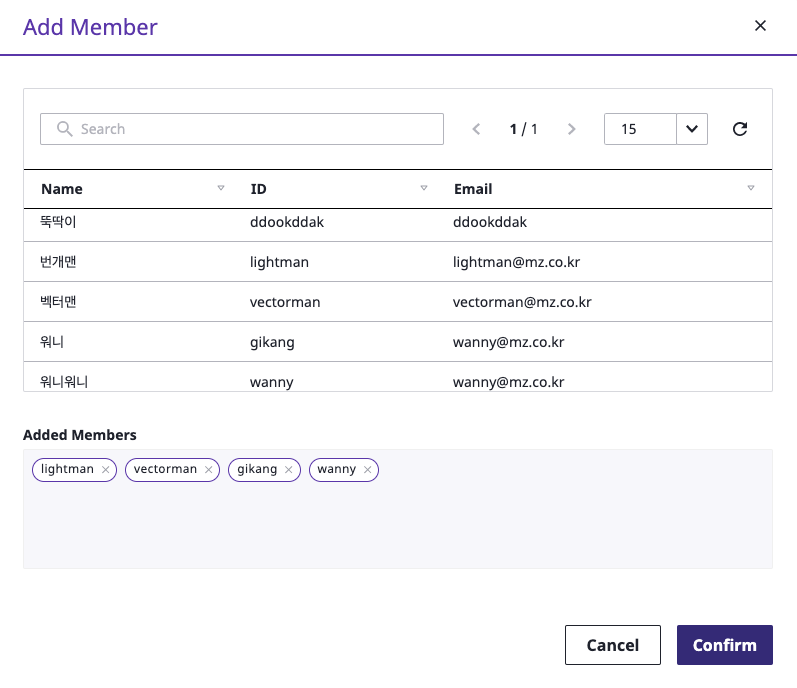 Add Member
Search
1 / 1
15
Name ID Email
뚝딱이 ddookddak ddookddak
번개맨 lightman lightman@mz.co.kr
벡터맨 vectorman vectorman@mz.co.kr
워니 gikang wanny@mz.co.kr
워니워니 wanny wanny@mz.co.kr
Added Members
lightman vectorman gikang wanny
Cancel Confirm